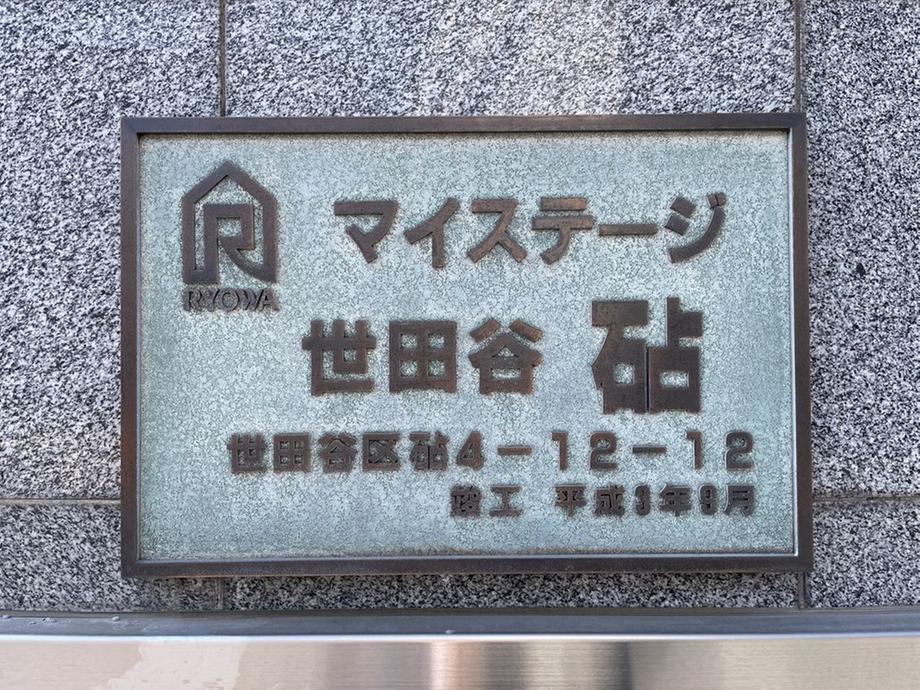 マイステージ
RYOWA
世田谷 砧
世田谷区砧4-12-12
竣工 平成3年9月